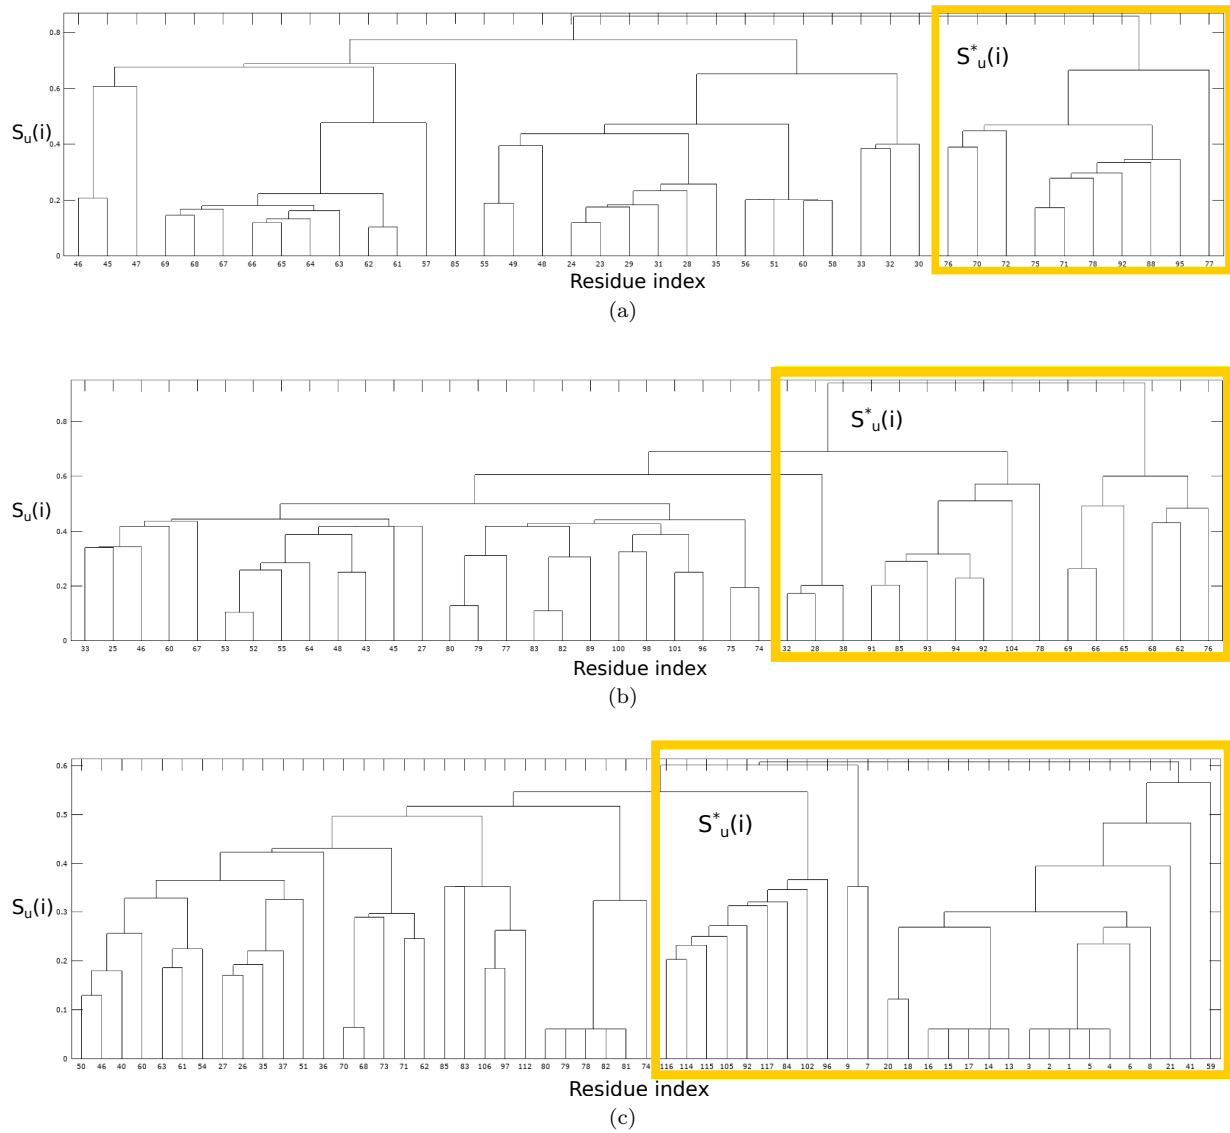 0.8
S*u(i)
0.6
Su(i)
0.4
0.2
0
46 45 47 69 68 67 66 65 64 63 62 61 57 85 55 49 48 24 23 29 31 28 35 56 51 60 58 33 32 30 76 70 72 75 71 78 92 88 95 77
Residue index
(a)
0.8
S*u(i)
0.6
Su(i)
0.4
0.2
0
33 25 46 60 67 53 52 55 64 48 43 45 27 80 79 77 83 82 89 100 98 101 96 75 74 32 28 38 91 85 93 94 92 104 78 69 66 65 68 62 76
Residue index
(b)
0.6
0.5
S*u(i)
0.4
0.3
Su(i)
0.2
0.1
0
50 46 40 60 63 61 54 27 26 35 37 51 36 70 68 73 71 62 85 83 106 97 112 80 79 78 82 81 74 116 114 115 105 92 117 84 102 96 9 7 20 18 16 15 17 14 13 3 2 1 5 4 6 8 21 41 59
Residue index
(c)